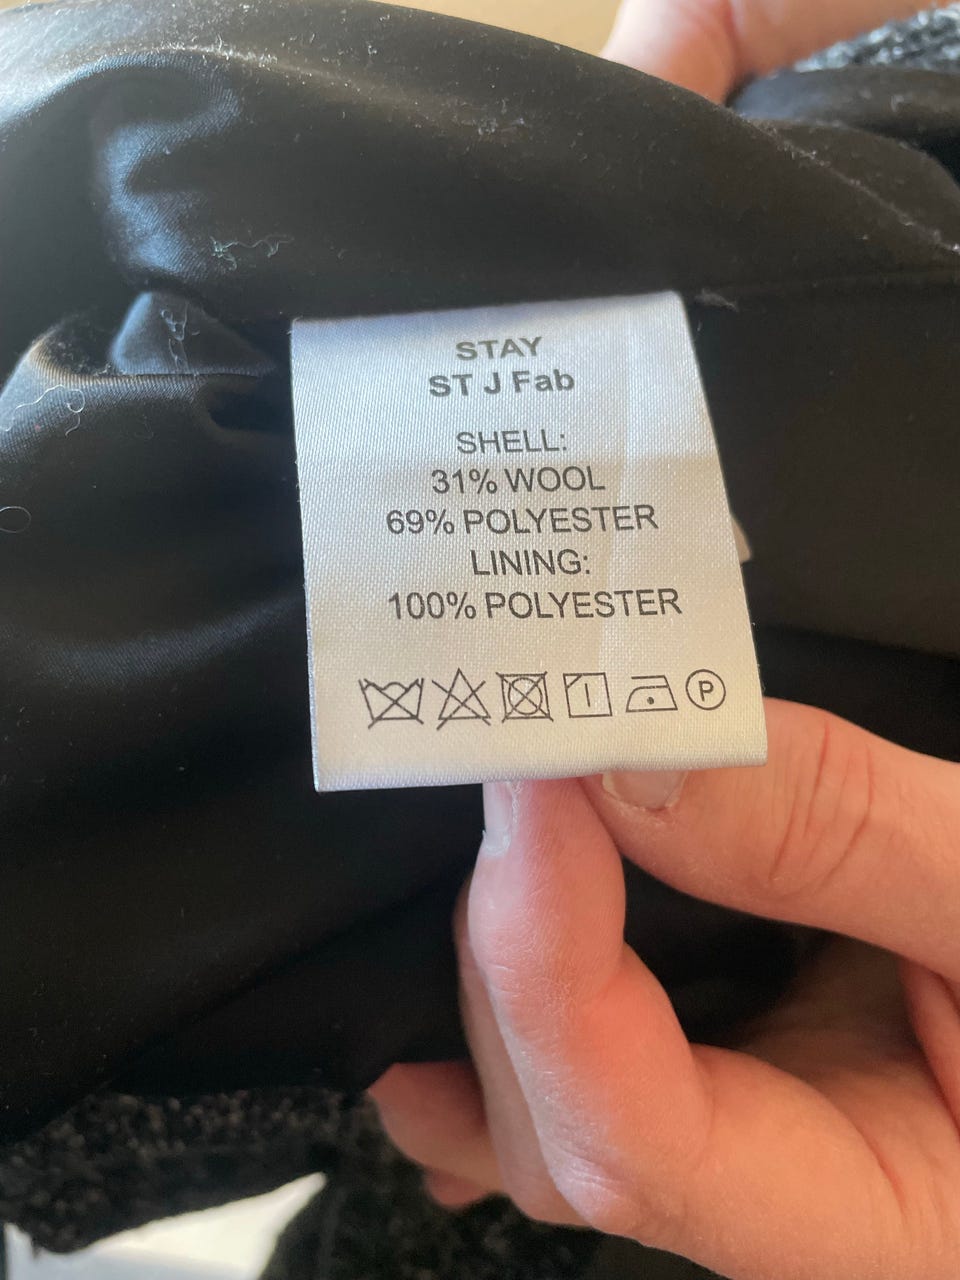 STAY
ST J Fab
SHELL:
31% WOOL
69% POLYESTER
LINING:
100% POLYESTER
P